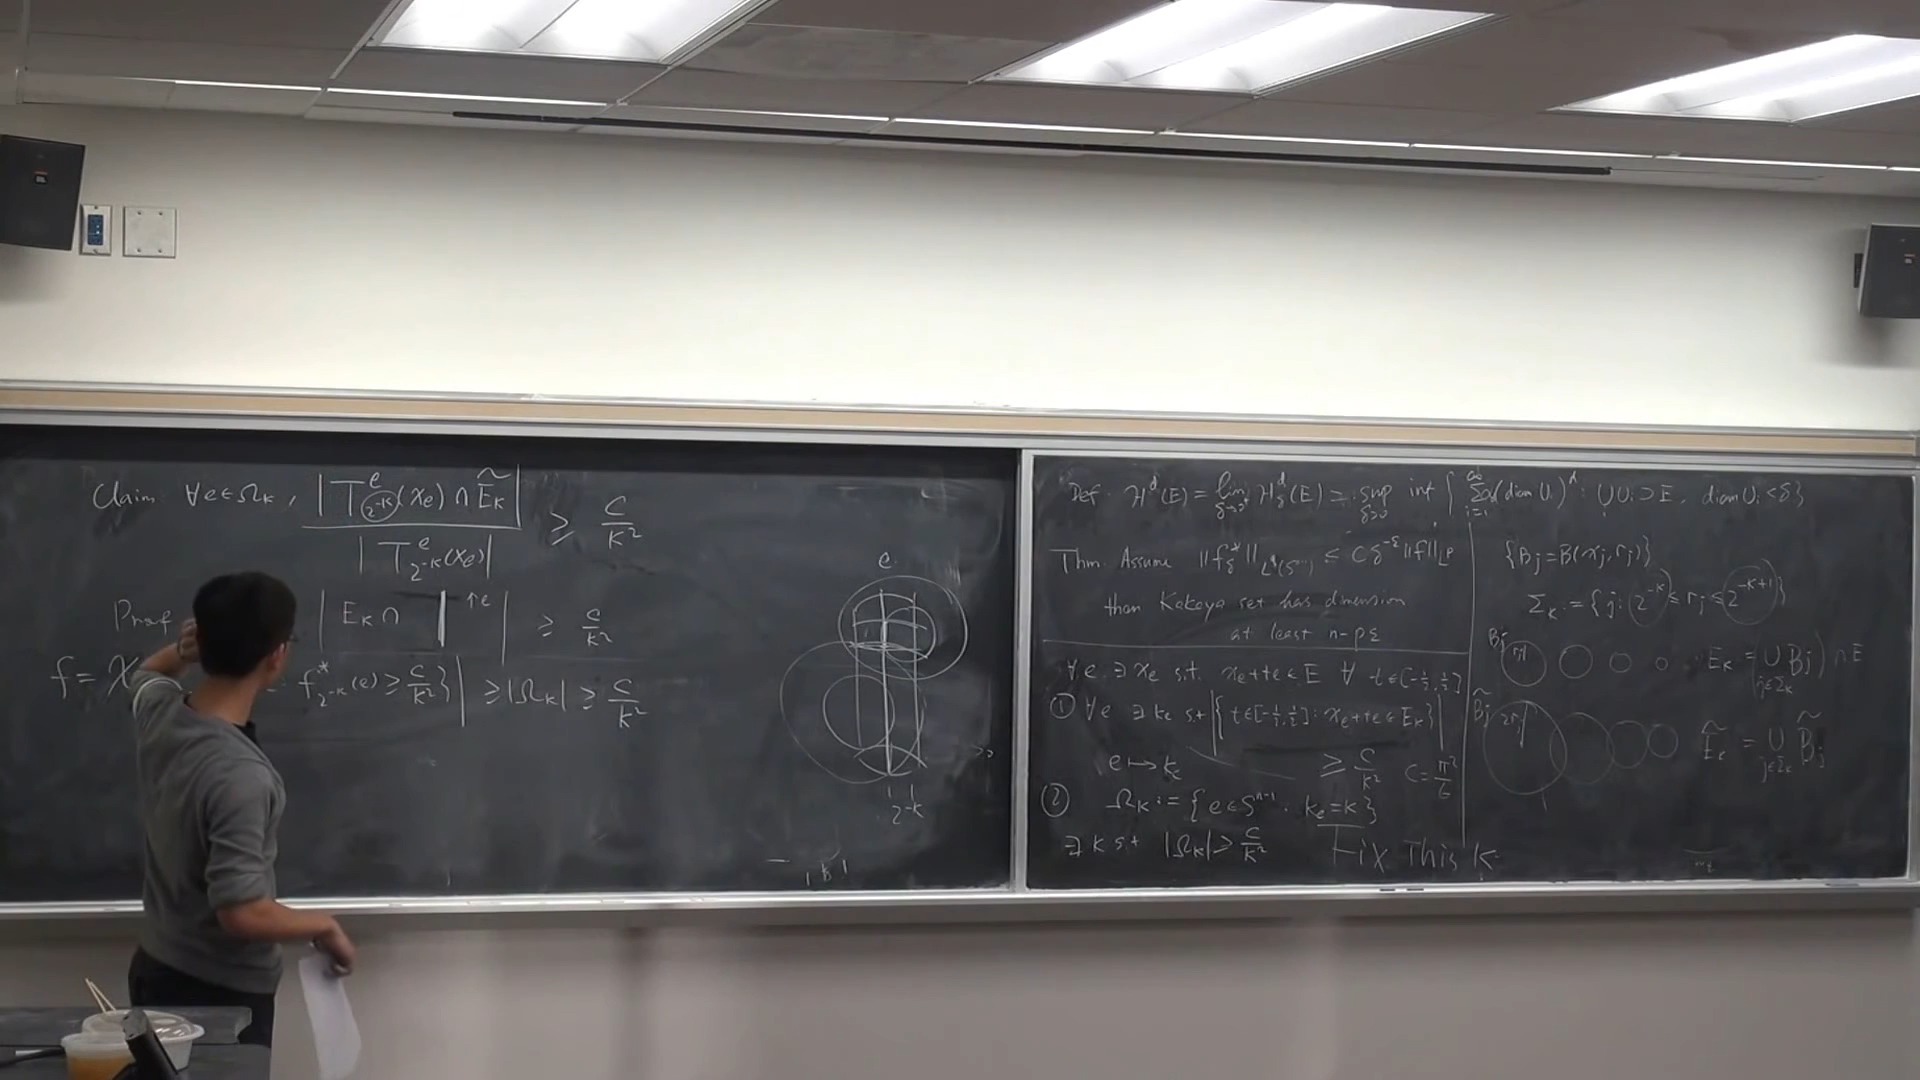 Claim ∀e∈Ω_K, |T^e_{2^{-K}}(x_e) ∩ Ẽ_K| / |T^e_{2^{-K}}(x_e)| ≥ C/K²
Proof | E_K ∩ ↑e | ≥ C/K²
f = χ f*_{2^{-K}}(e) ≥ C/K² }| ≥ |Ω_K| ≥ C/K²
e
2^{-K}
Def. H^d(E) = lim_{δ→0} H^d_δ(E) = sup_{δ>0} inf { Σ_{i=1}^∞ (diam U_i)^d : ∪U_i ⊃ E, diam U_i < δ }
Thm. Assume ‖f*_δ‖_{L^p(S^{n-1})} ≤ Cδ^{-ε}‖f‖_{L^p}
than Kakeya set has dimension
at least n-pε
∀e ∃ x_e s.t. x_e+te ∈ E ∀ t∈[-½,½]
① ∀e ∃ k_e s.t |{t∈[-½,½]: x_e+te ∈ E_K}|
e ↦ k_e ≥ C/K² C = π²/6
② Ω_K := {e∈S^{n-1} : k_e = K}
∃ K s.t |Ω_K| ≥ C/K² Fix This K
{B_j = B(x_j, r_j)}
Σ_K := {j: 2^{-K} ≤ r_j ≤ 2^{-K+1}}
B_j r_j E_K = (∪_{j∈Σ_K} B_j) ∩ E
B̃_j 2r_j Ẽ_K = ∪_{j∈Σ_K} B̃_j